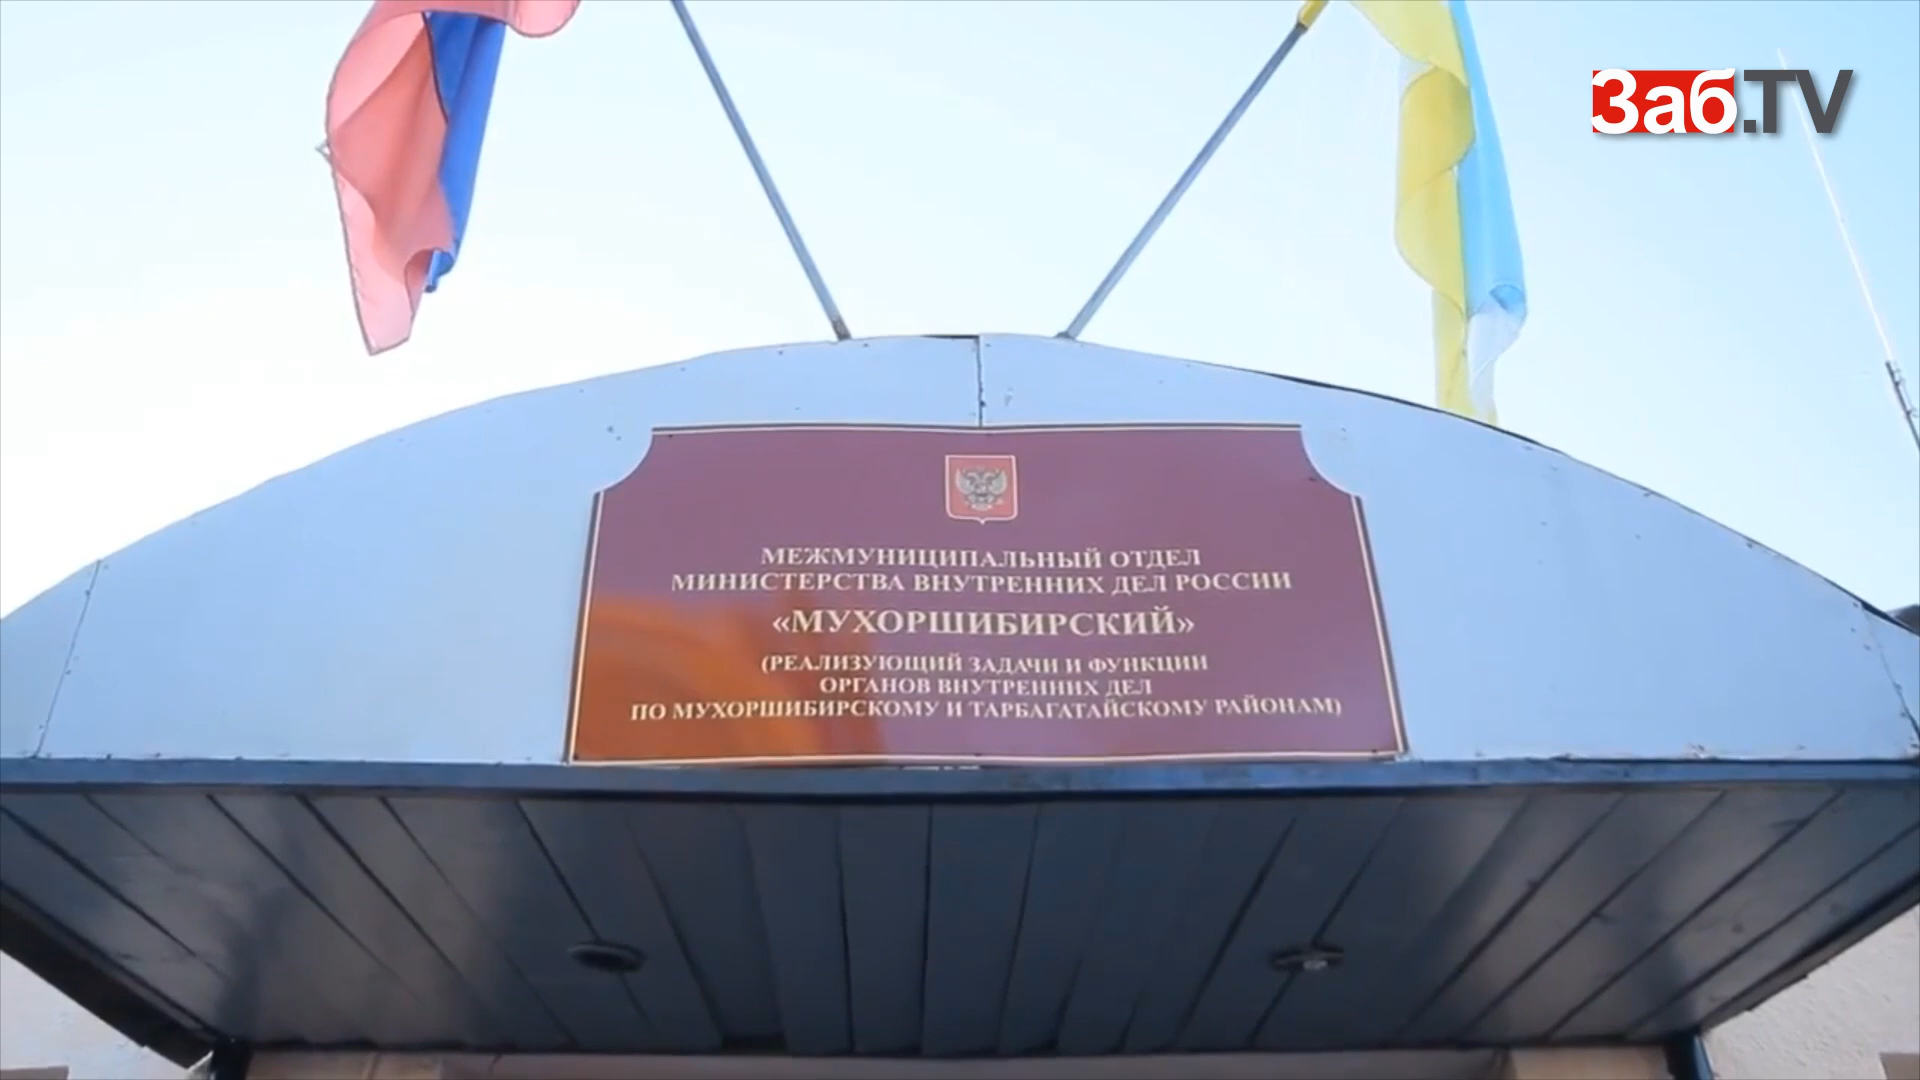 Заб.TV
МЕЖМУНИЦИПАЛЬНЫЙ ОТДЕЛ
МИНИСТЕРСТВА ВНУТРЕННИХ ДЕЛ РОССИИ
«МУХОРШИБИРСКИЙ»
(РЕАЛИЗУЮЩИЙ ЗАДАЧИ И ФУНКЦИИ
ОРГАНОВ ВНУТРЕННИХ ДЕЛ
ПО МУХОРШИБИРСКОМУ И ТАРБАГАТАЙСКОМУ РАЙОНАМ)